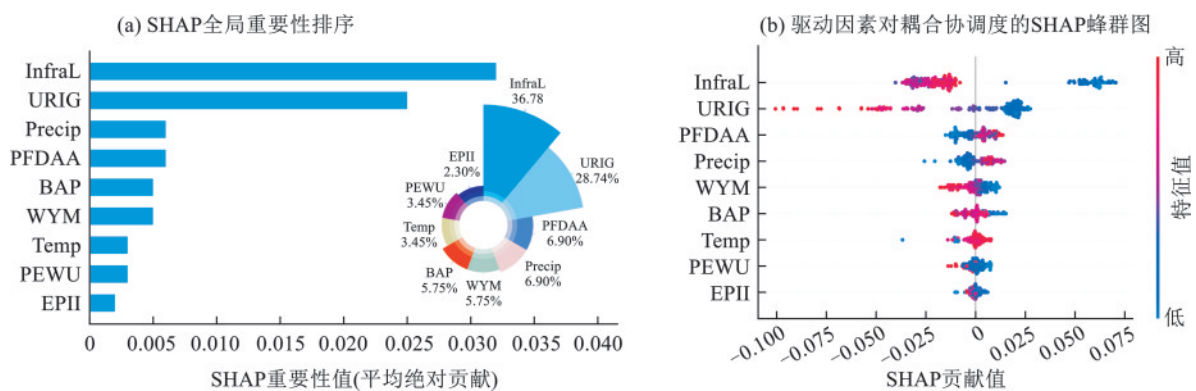 (a) SHAP全局重要性排序
InfraL
URIG
Precip
PFDAA
BAP
WYM
Temp
PEWU
EPII
0 0.005 0.010 0.015 0.020 0.025 0.030 0.035 0.040
SHAP重要性值(平均绝对贡献)
InfraL
36.78
URIG
28.74%
PFDAA
6.90%
Precip
6.90%
WYM
5.75%
BAP
5.75%
Temp
3.45%
PEWU
3.45%
EPII
2.30%
(b) 驱动因素对耦合协调度的SHAP蜂群图
InfraL
URIG
PFDAA
Precip
WYM
BAP
Temp
PEWU
EPII
−0.100 −0.075 −0.050 −0.025 0 0.025 0.050 0.075
SHAP贡献值
高
特征值
低